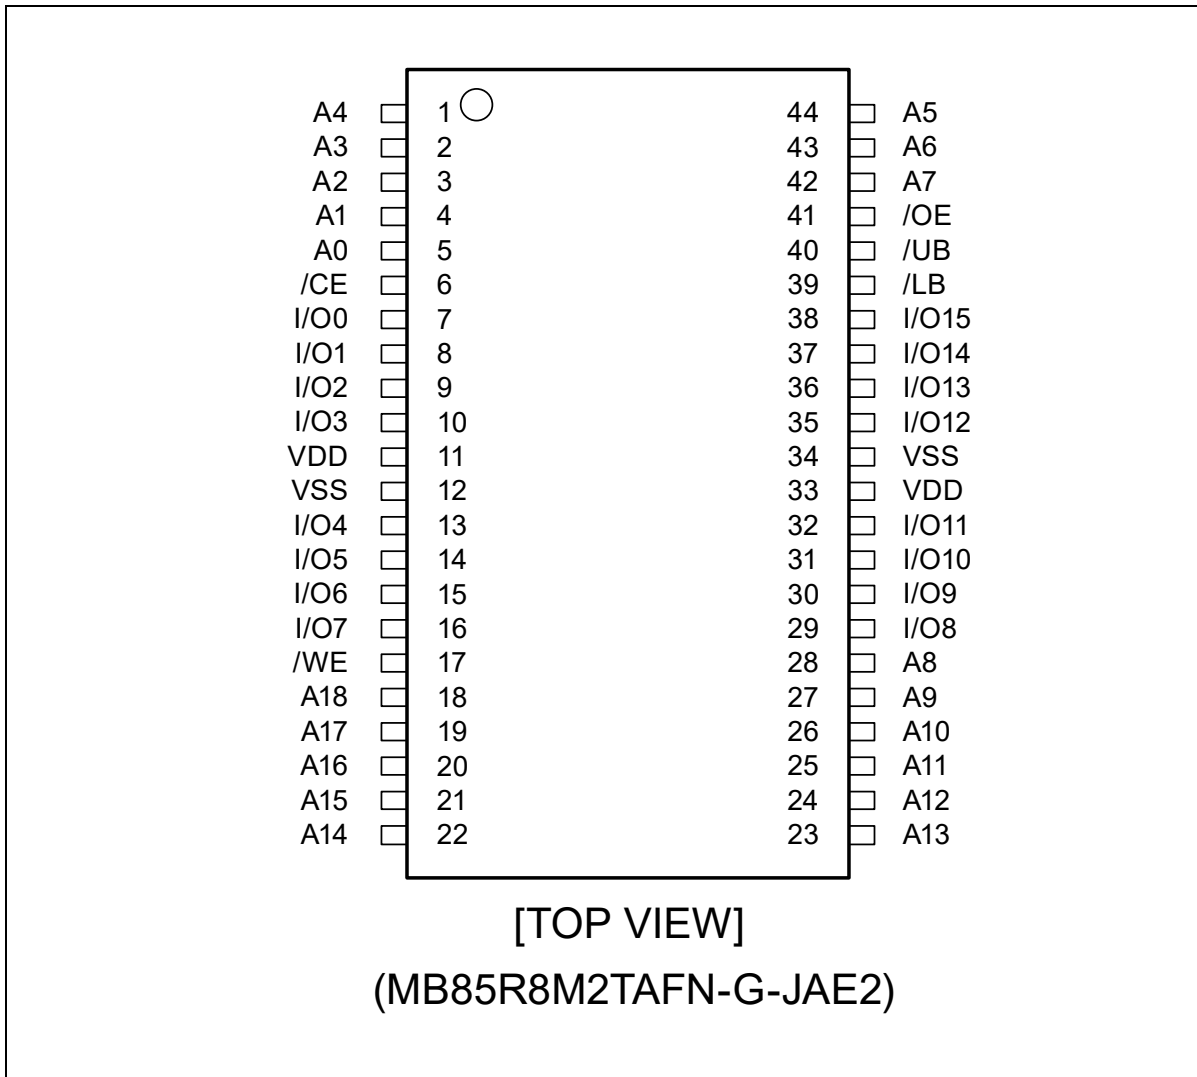 A4 1 44 A5
A3 2 43 A6
A2 3 42 A7
A1 4 41 /OE
A0 5 40 /UB
/CE 6 39 /LB
I/O0 7 38 I/O15
I/O1 8 37 I/O14
I/O2 9 36 I/O13
I/O3 10 35 I/O12
VDD 11 34 VSS
VSS 12 33 VDD
I/O4 13 32 I/O11
I/O5 14 31 I/O10
I/O6 15 30 I/O9
I/O7 16 29 I/O8
/WE 17 28 A8
A18 18 27 A9
A17 19 26 A10
A16 20 25 A11
A15 21 24 A12
A14 22 23 A13
[TOP VIEW]
(MB85R8M2TAFN-G-JAE2)